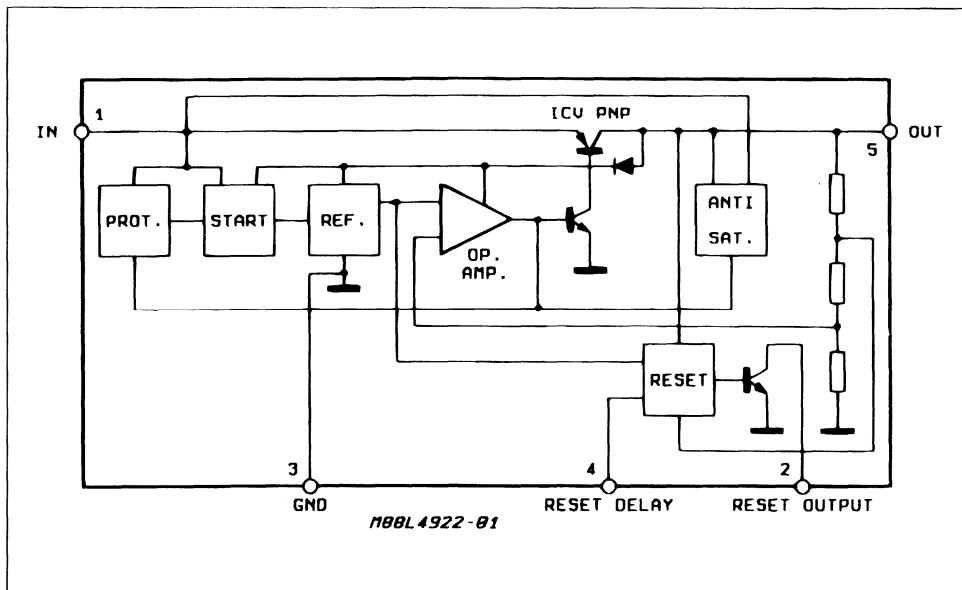 1
ICV PNP
IN
OUT
5
PROT.
START
REF.
ANTI
SAT.
OP.
AMP.
RESET
3
4
2
GND
RESET DELAY
RESET OUTPUT
M88L4922-01